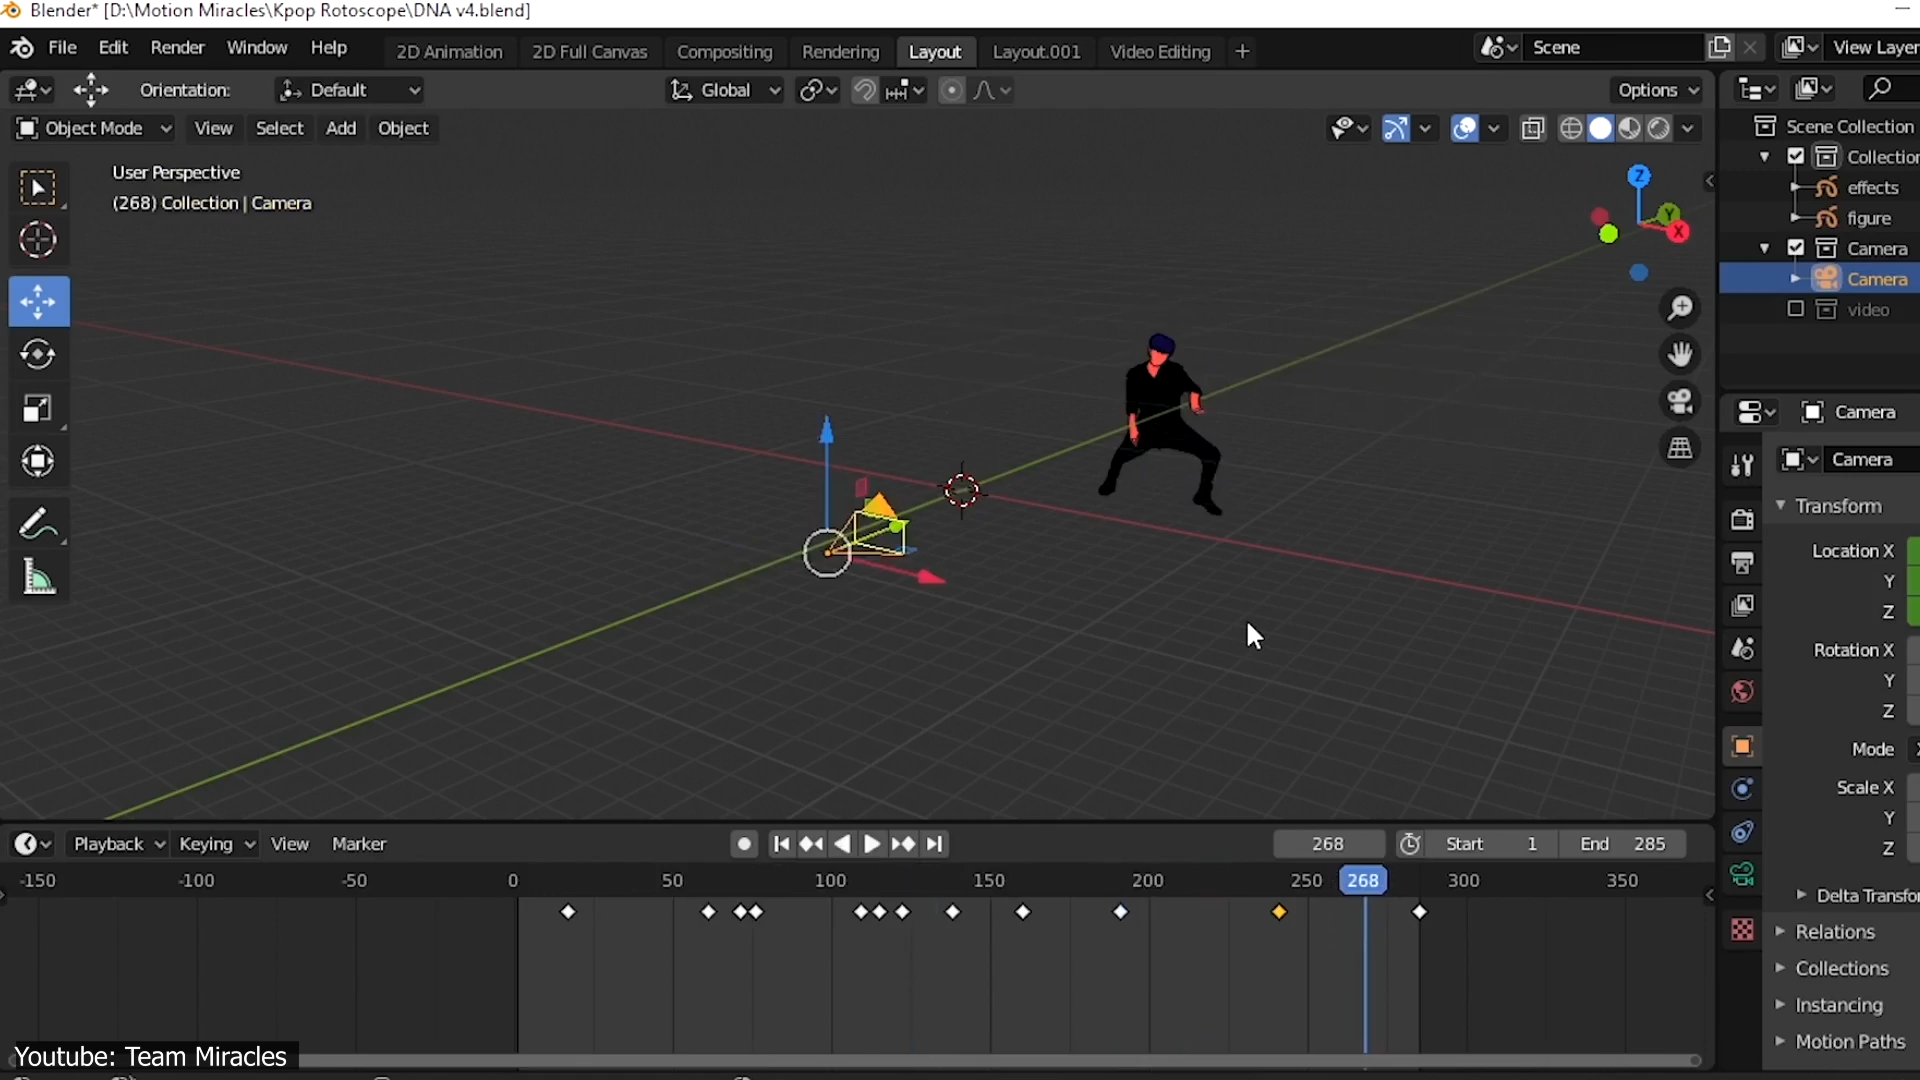 Blender* [D:\Motion Miracles\Kpop Rotoscope\DNA v4.blend]
File Edit Render Window Help 2D Animation 2D Full Canvas Compositing Rendering Layout Layout.001 Video Editing + Scene View Layer
Orientation: Default Global Options
Object Mode View Select Add Object
Scene Collection
User Perspective
(268) Collection | Camera
Z
Y
X
Collection
effects
figure
Camera
Camera
video
Camera
Camera
Transform
Location X
Y
Z
Rotation X
Y
Z
Mode
Scale X
Y
Z
Delta Transfo
Relations
Collections
Instancing
Motion Paths
Playback Keying View Marker 268 Start 1 End 285
-150 -100 -50 0 50 100 150 200 250 268 300 350
Youtube: Team Miracles